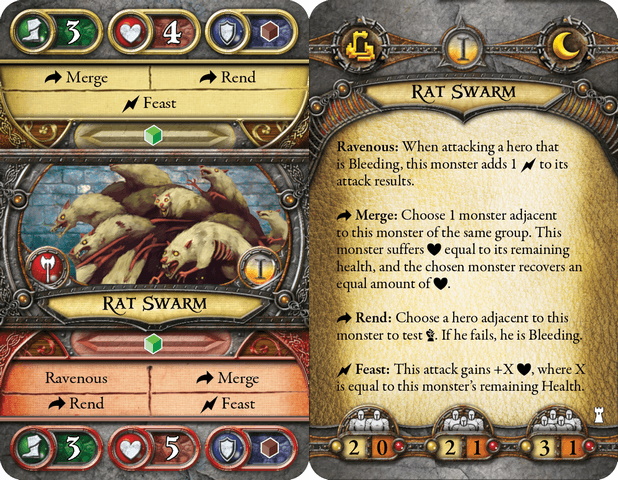 3 4
Merge Rend
Feast
I
RAT SWARM
Ravenous Merge
Rend Feast
3 5
I
RAT SWARM
Ravenous: When attacking a hero that
is Bleeding, this monster adds 1 to its
attack results.
Merge: Choose 1 monster adjacent
to this monster of the same group. This
monster suffers equal to its remaining
health, and the chosen monster recovers an
equal amount of .
Rend: Choose a hero adjacent to this
monster to test . If he fails, he is Bleeding.
Feast: This attack gains +X , where X
is equal to this monster's remaining Health.
2 0 2 1 3 1